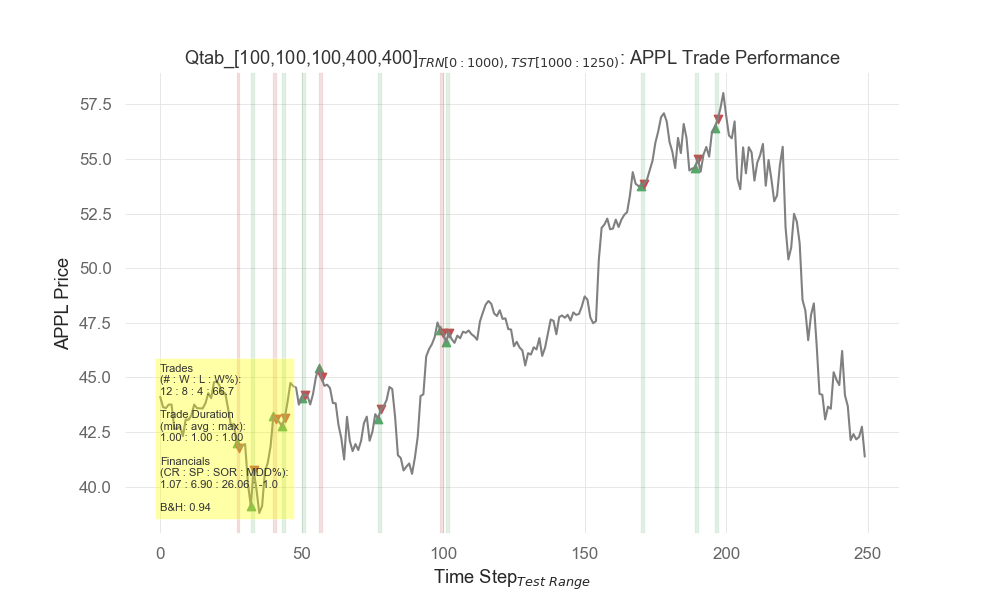 Qtab_[100,100,100,400,400]TRN[0:1000),TST[1000:1250): APPL Trade Performance
57.5
55.0
52.5
50.0
47.5
45.0
42.5
40.0
APPL Price
Trades
(# : W : L : W%):
12 : 8 : 4 : 66.7
Trade Duration
(min, avg : max):
1.00 : 1.00 : 1.00
Financials
(CR : SP : SOR : MDD%):
1.07 : 6.90 : 26.06 : -1.0
B&H: 0.94
0 50 100 150 200 250
Time Step Test Range